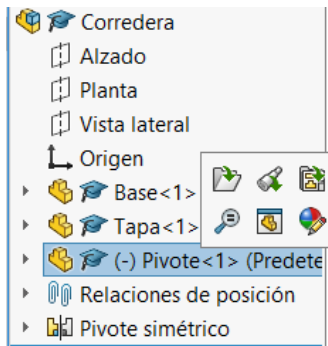 Corredera
Alzado
Planta
Vista lateral
Origen
Base<1>
Tapa<1>
(-) Pivote<1> (Predete
Relaciones de posición
Pivote simétrico